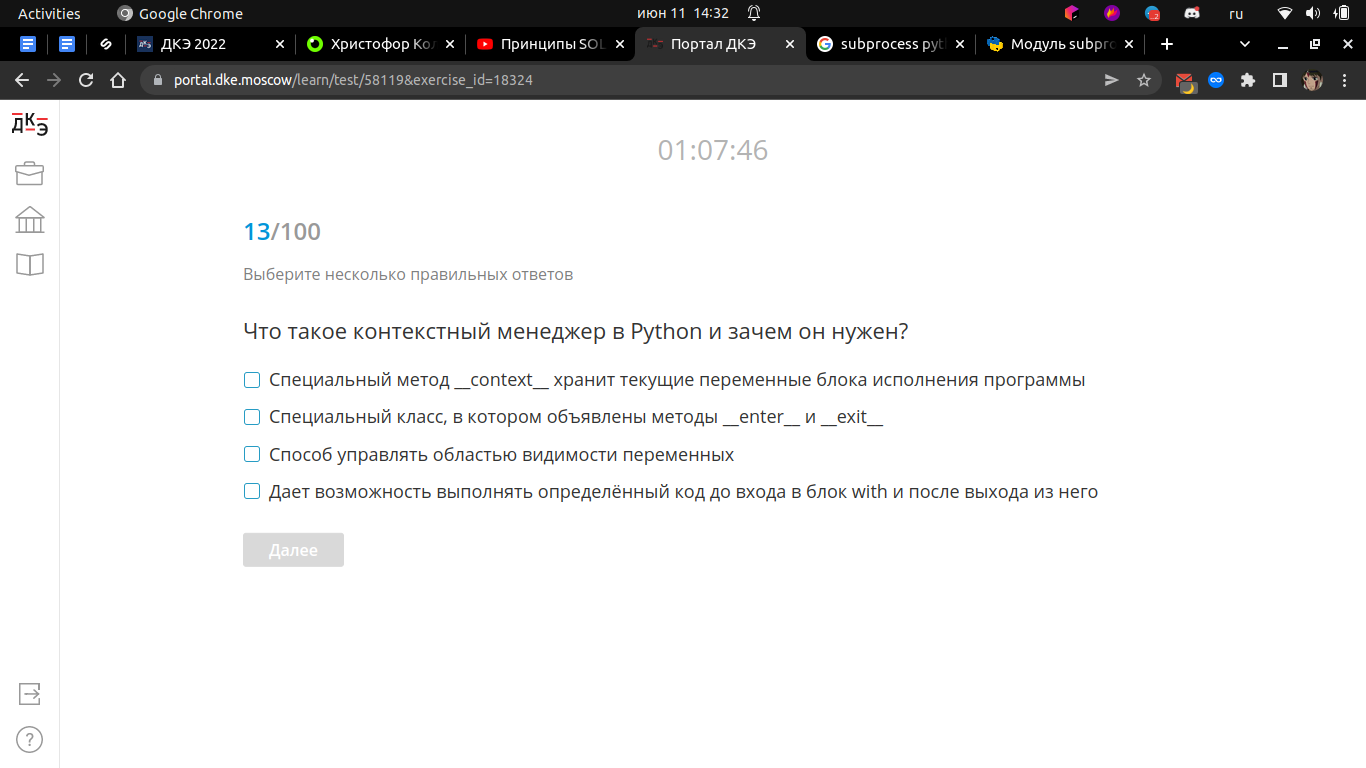 Activities
Google Chrome
июн 11 14:32
ru
ДКЭ 2022
Христофор Ко
Принципы SOL
Портал ДКЭ
subprocess pyt
Модуль subpro
portal.dke.moscow/learn/test/58119&exercise_id=18324
ДКЭ
01:07:46
13/100
Выберите несколько правильных ответов
Что такое контекстный менеджер в Python и зачем он нужен?
Специальный метод __context__ хранит текущие переменные блока исполнения программы
Специальный класс, в котором объявлены методы __enter__ и __exit__
Способ управлять областью видимости переменных
Дает возможность выполнять определённый код до входа в блок with и после выхода из него
Далее